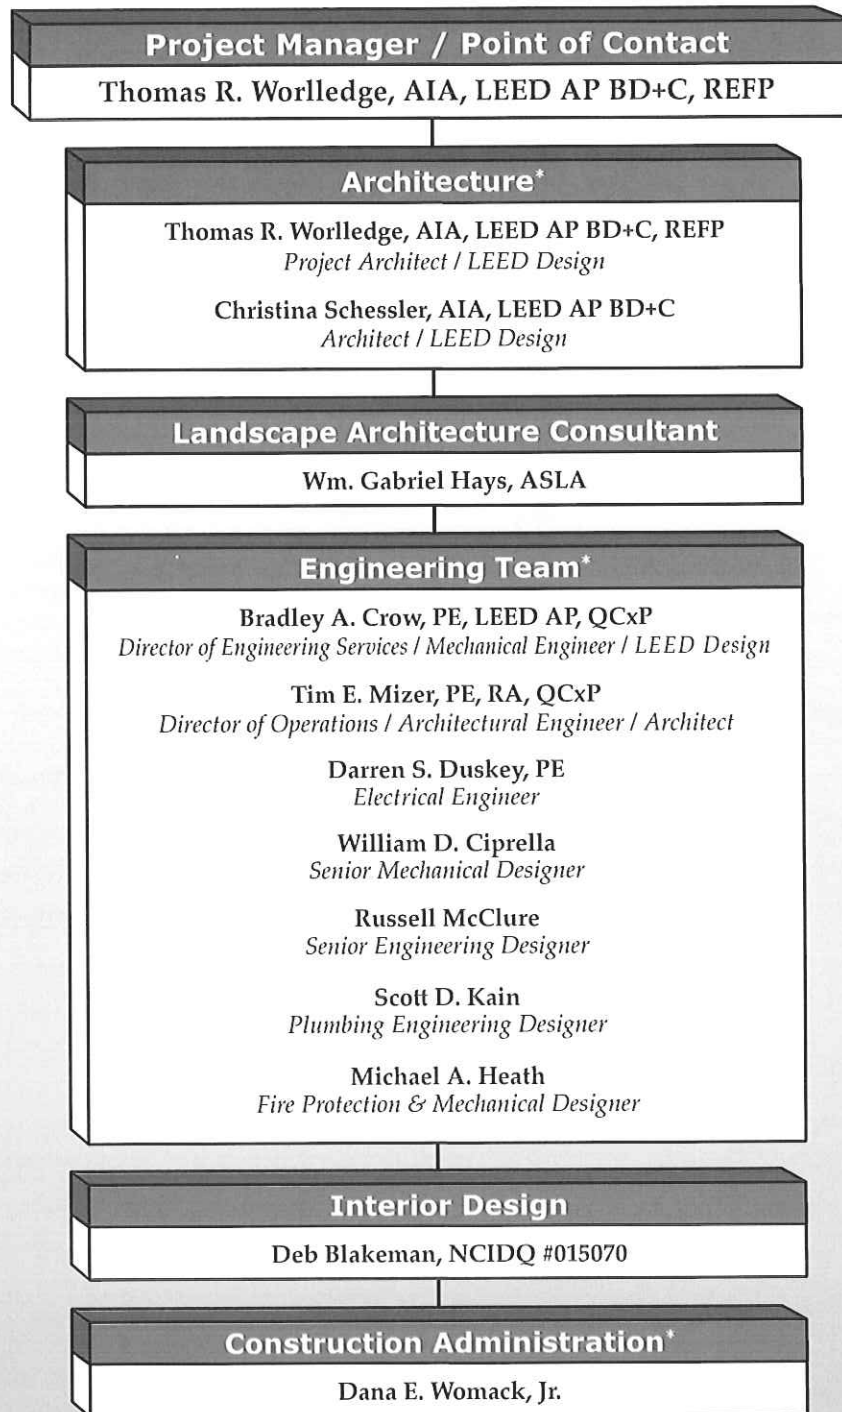 Project Manager / Point of Contact
Thomas R. Worlledge, AIA, LEED AP BD+C, REFP
Architecture*
Thomas R. Worlledge, AIA, LEED AP BD+C, REFP
Project Architect / LEED Design
Christina Schessler, AIA, LEED AP BD+C
Architect / LEED Design
Landscape Architecture Consultant
Wm. Gabriel Hays, ASLA
Engineering Team*
Bradley A. Crow, PE, LEED AP, QCxP
Director of Engineering Services / Mechanical Engineer / LEED Design
Tim E. Mizer, PE, RA, QCxP
Director of Operations / Architectural Engineer / Architect
Darren S. Duskey, PE
Electrical Engineer
William D. Ciprella
Senior Mechanical Designer
Russell McClure
Senior Engineering Designer
Scott D. Kain
Plumbing Engineering Designer
Michael A. Heath
Fire Protection & Mechanical Designer
Interior Design
Deb Blakeman, NCIDQ #015070
Construction Administration*
Dana E. Womack, Jr.